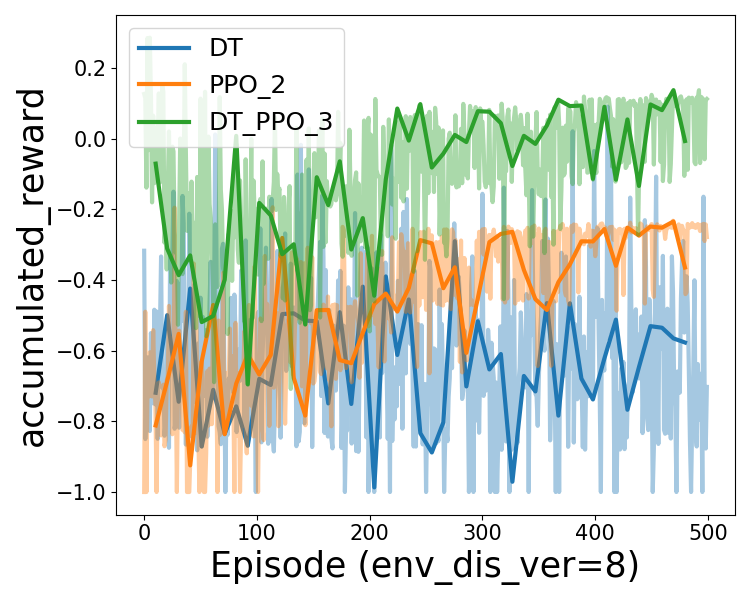 DT
PPO_2
DT_PPO_3
accumulated_reward
0.2
0.0
−0.2
−0.4
−0.6
−0.8
−1.0
0
100
200
300
400
500
Episode (env_dis_ver=8)